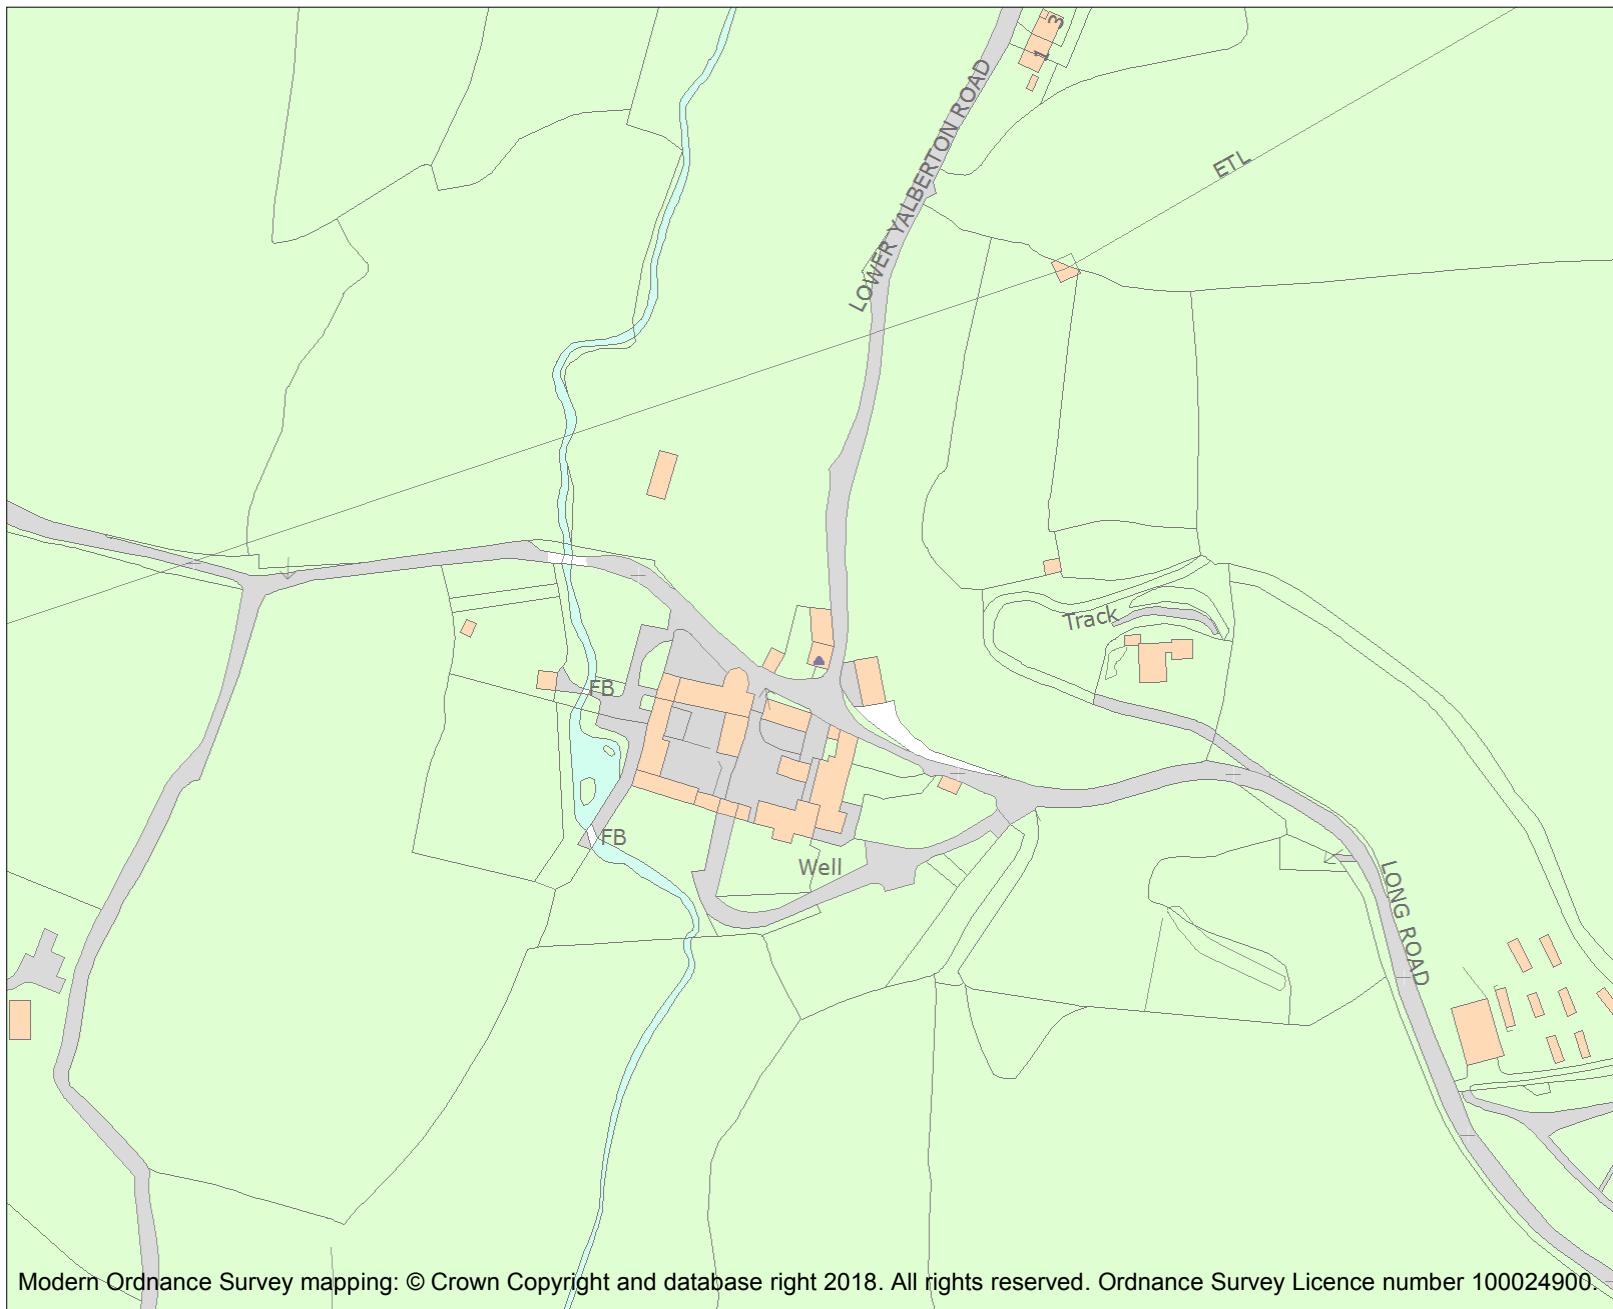 3
1
LOWER YALBERTON ROAD
ETL
Track
FB
FB
Well
LONG ROAD
Modern Ordnance Survey mapping: © Crown Copyright and database right 2018. All rights reserved. Ordnance Survey Licence number 100024900.